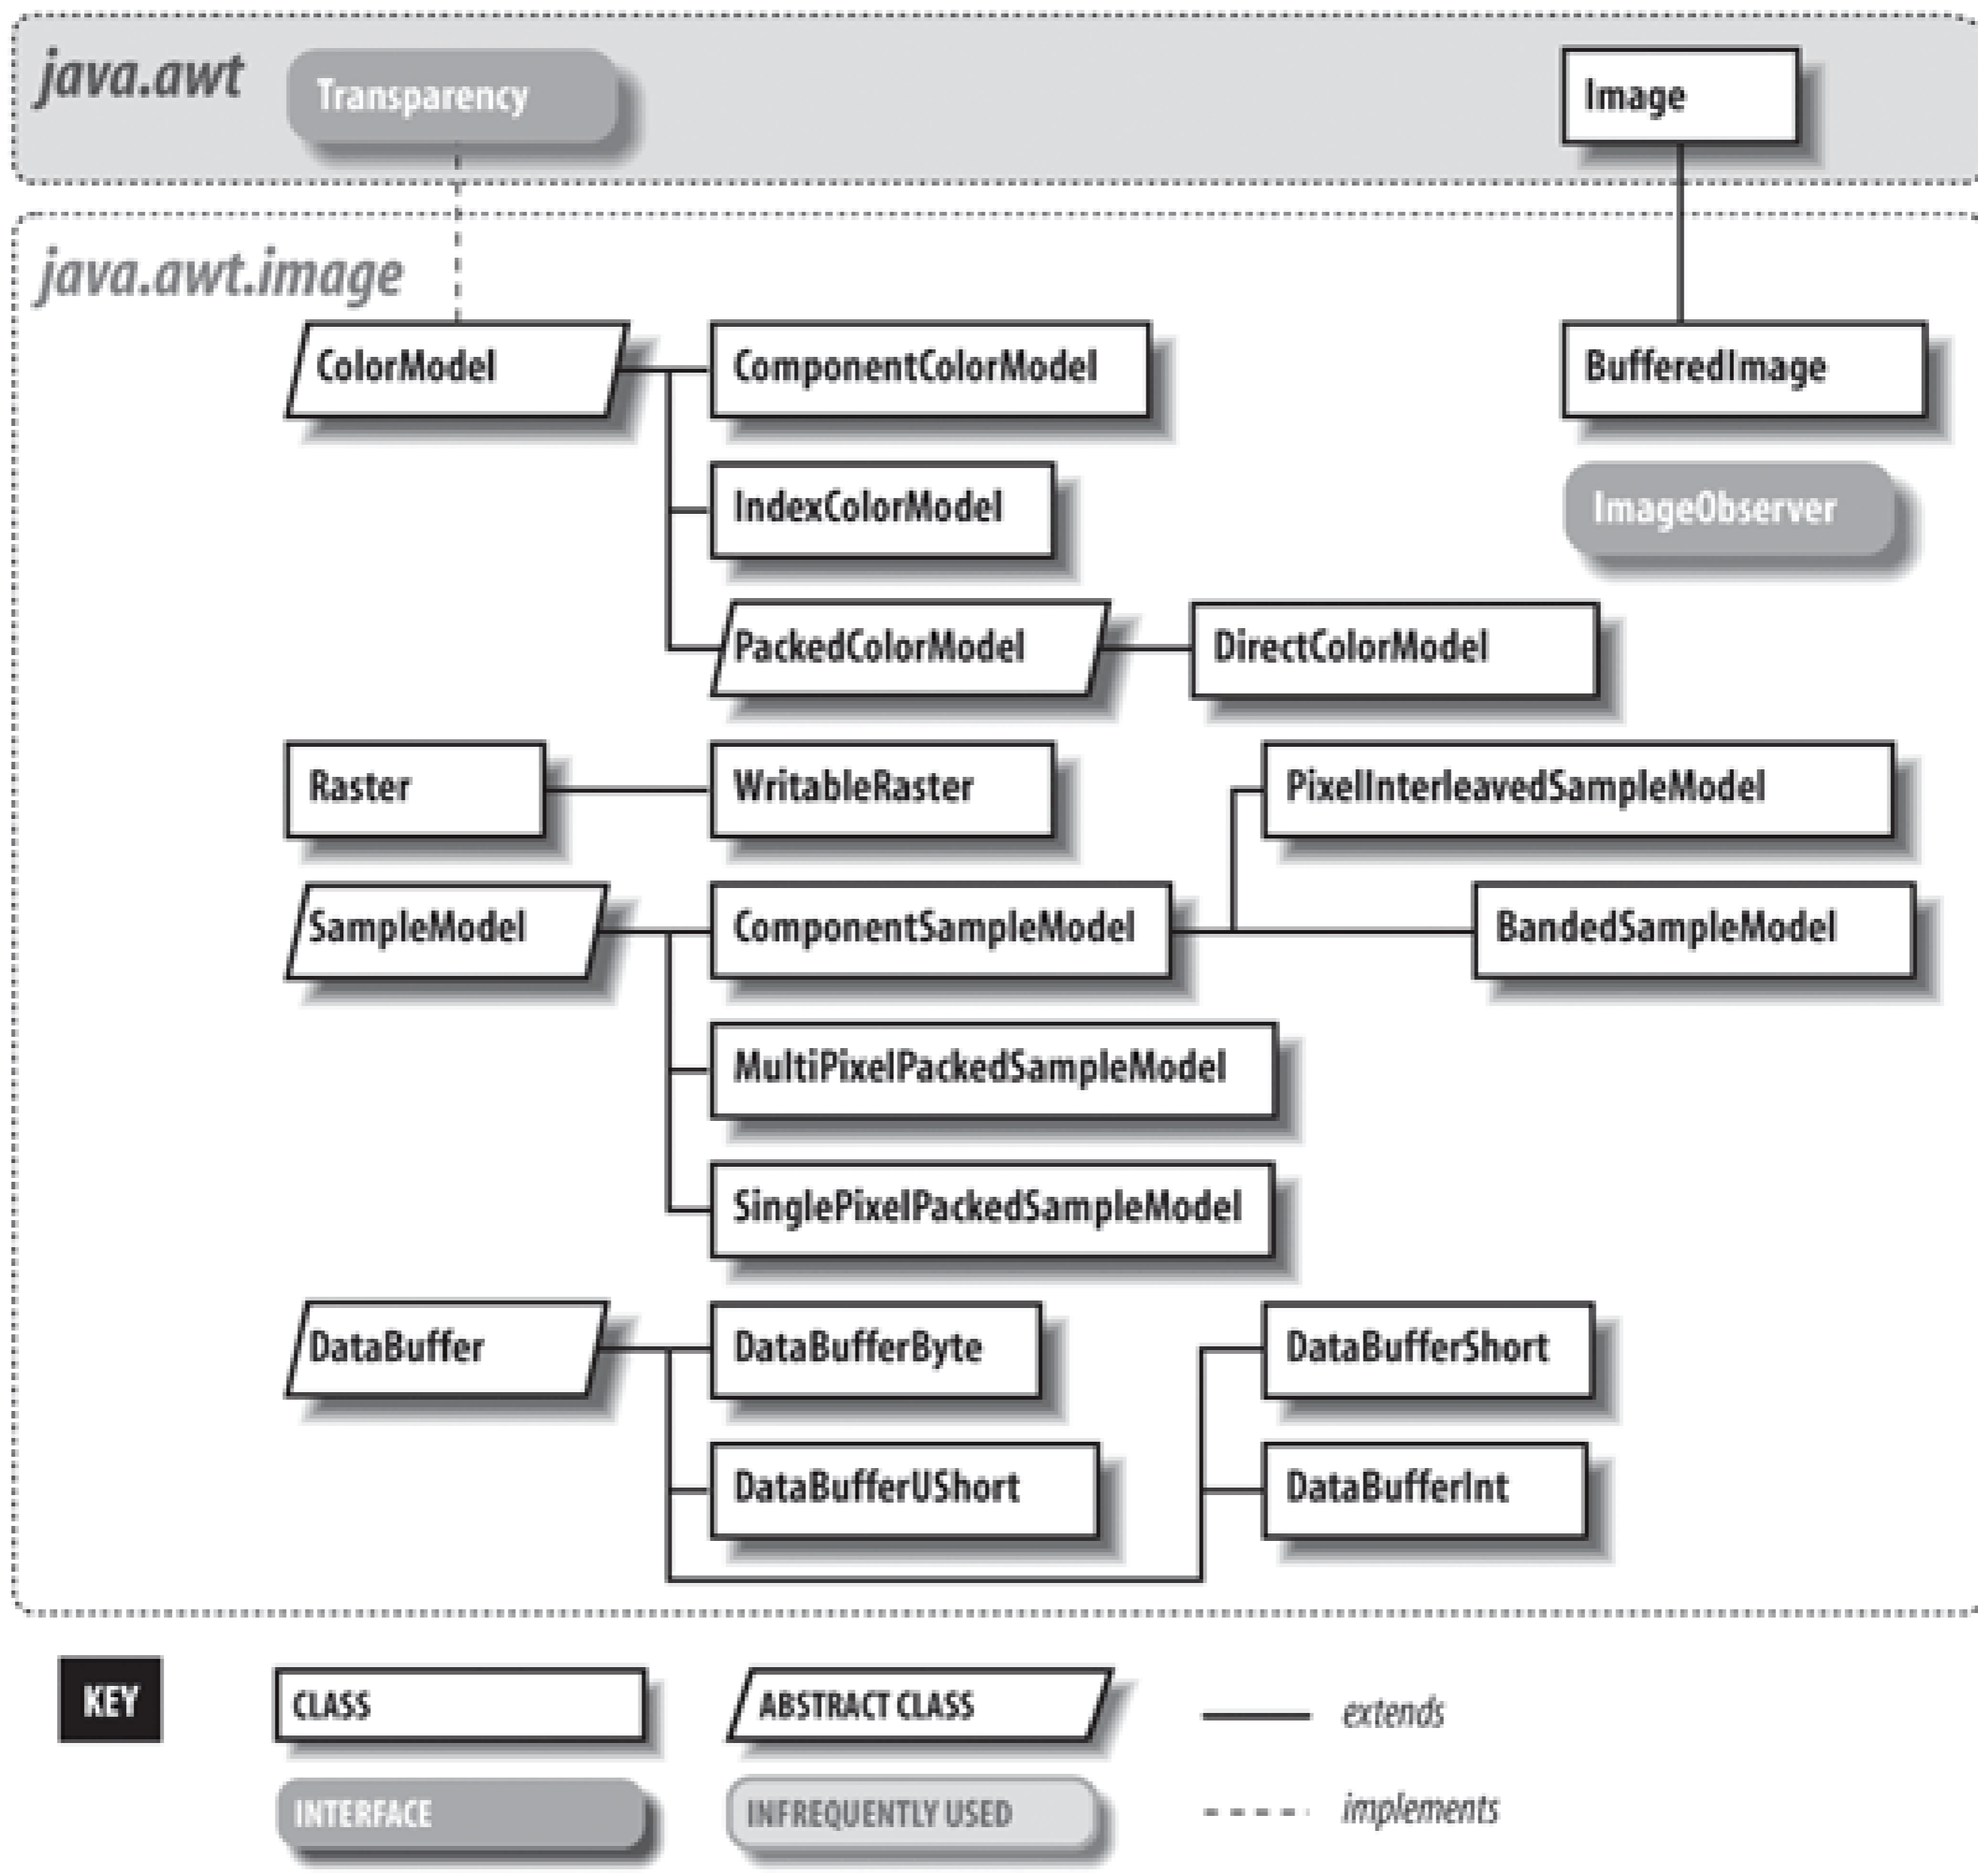 java.awt
Transparency
Image
java.awt.image
ColorModel
ComponentColorModel
BufferedImage
IndexColorModel
ImageObserver
PackedColorModel
DirectColorModel
Raster
WritableRaster
PixelInterleavedSampleModel
SampleModel
ComponentSampleModel
BandedSampleModel
MultiPixelPackedSampleModel
SinglePixelPackedSampleModel
DataBuffer
DataBufferByte
DataBufferShort
DataBufferUShort
DataBufferInt
KEY
CLASS
ABSTRACT CLASS
extends
INTERFACE
INFREQUENTLY USED
implements